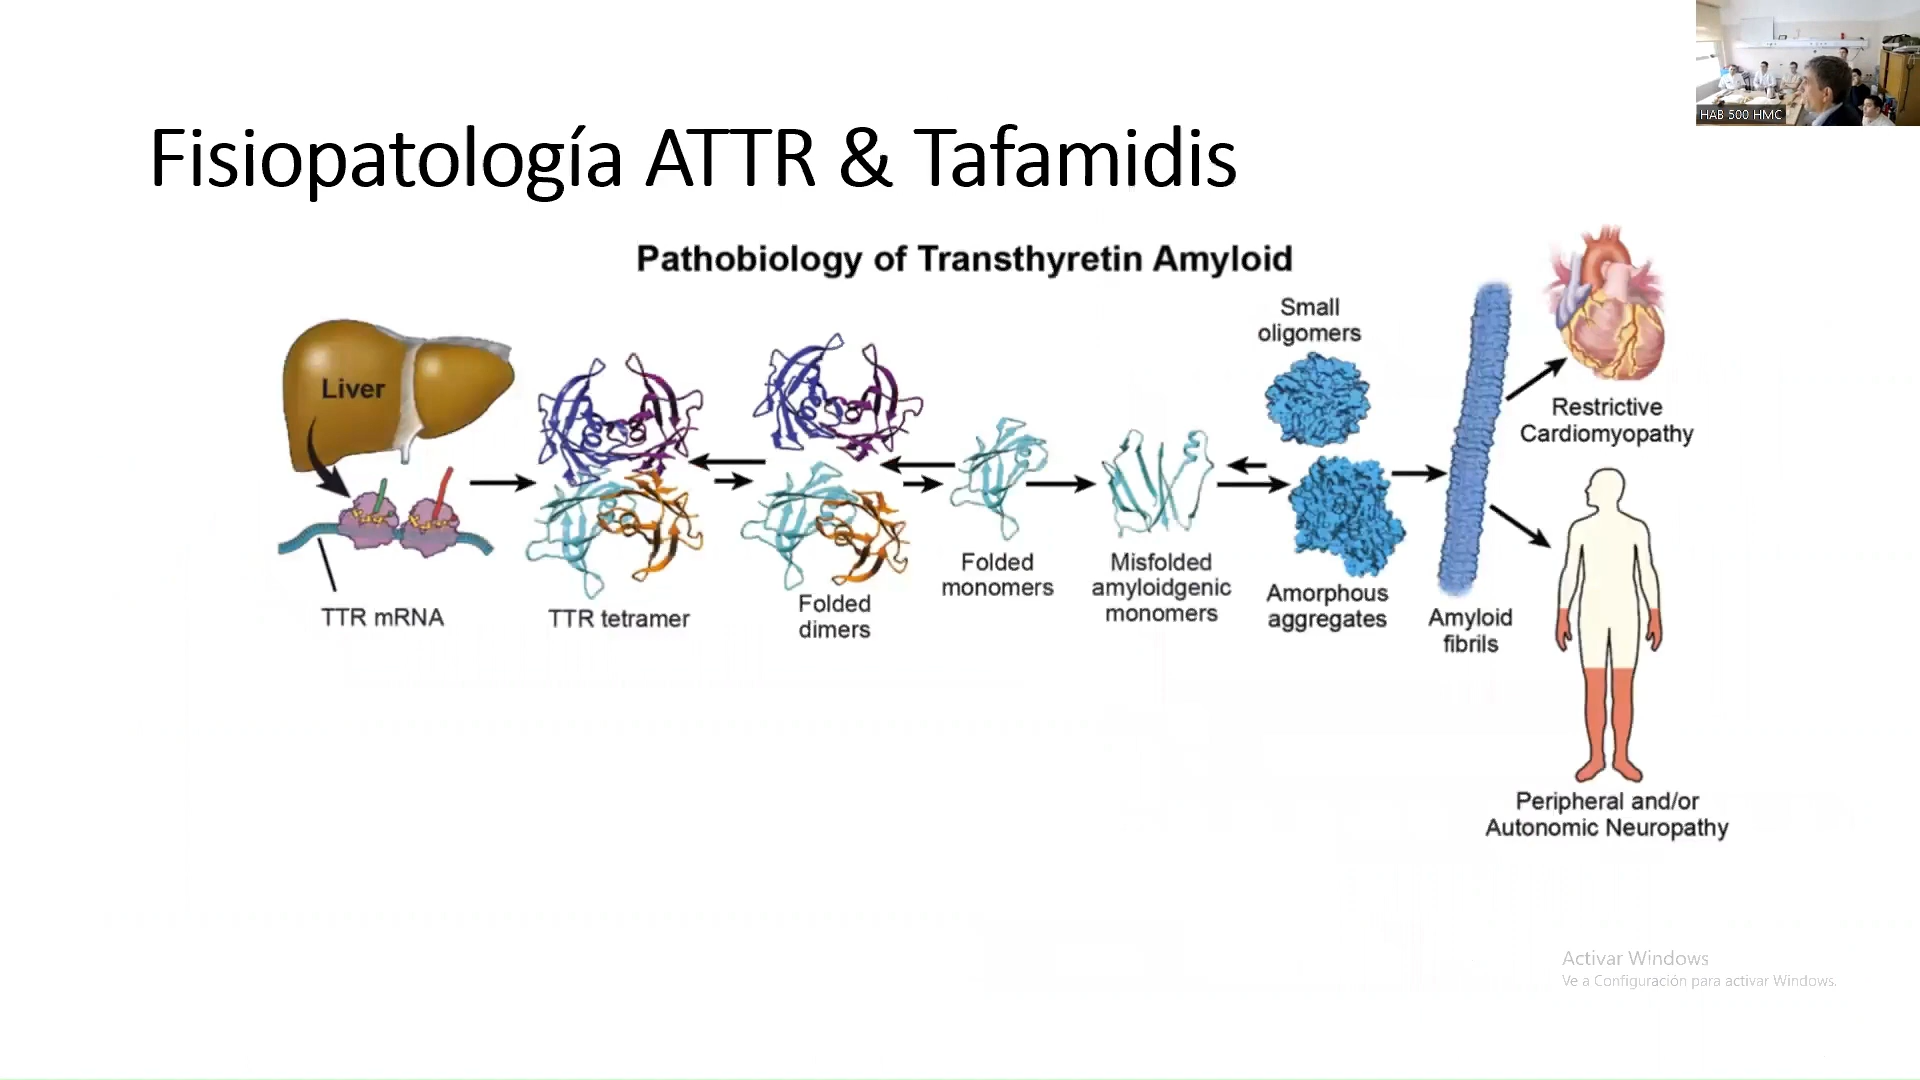 HAB 500 HMC
Fisiopatología ATTR & Tafamidis
Pathobiology of Transthyretin Amyloid
Liver
TTR mRNA
TTR tetramer
Folded
dimers
Folded
monomers
Misfolded
amyloidgenic
monomers
Small
oligomers
Amorphous
aggregates
Amyloid
fibrils
Restrictive
Cardiomyopathy
Peripheral and/or
Autonomic Neuropathy
Activar Windows
Ve a Configuración para activar Windows.